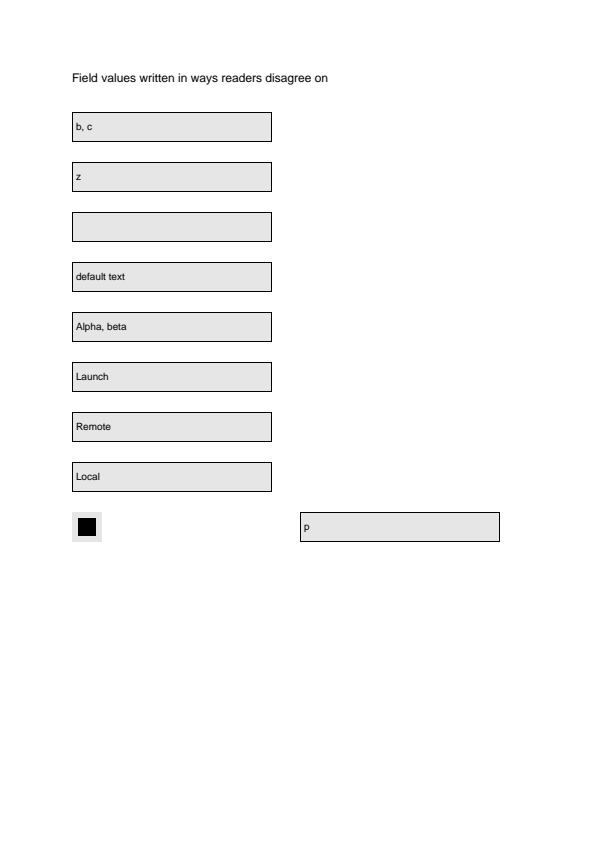 Field values written in ways readers disagree on
b, c
z
default text
Alpha, beta
Launch
Remote
Local
p